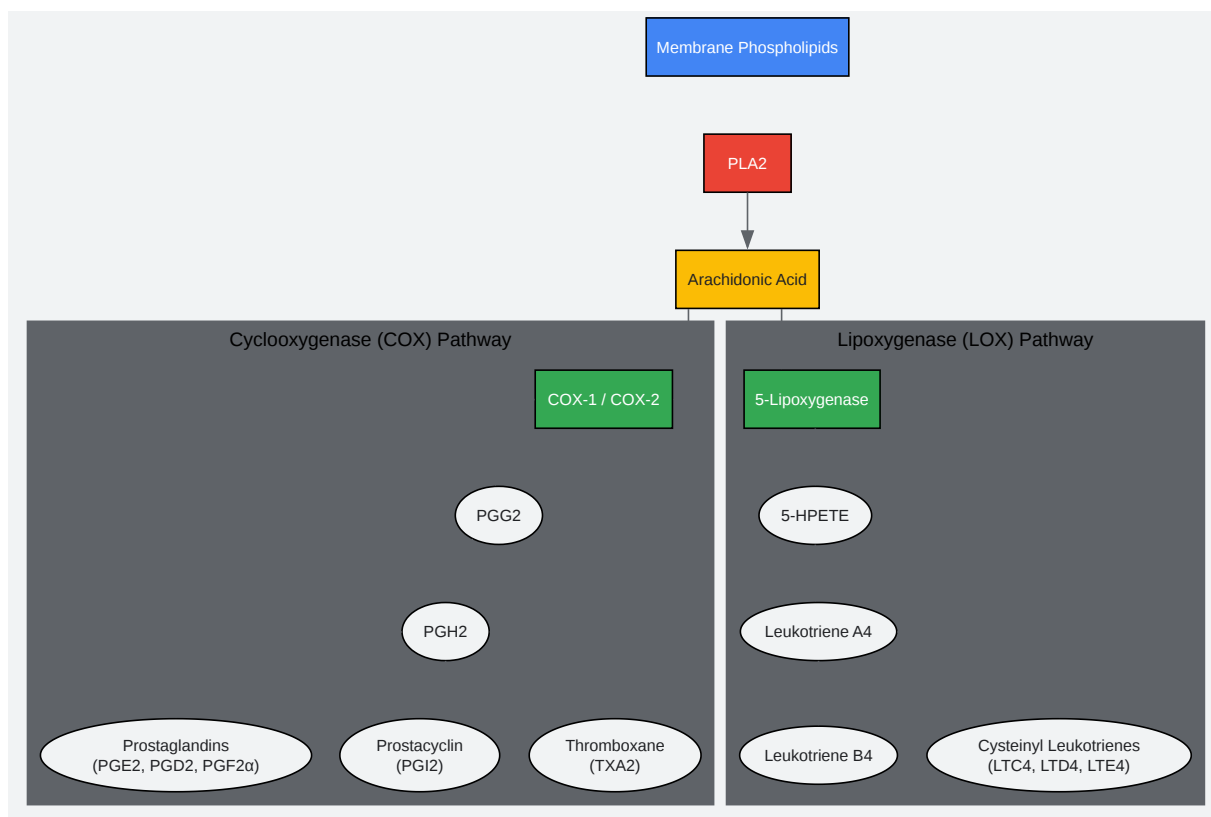 Membrane Phospholipids
PLA2
Arachidonic Acid
Cyclooxygenase (COX) Pathway
Lipoxygenase (LOX) Pathway
COX-1 / COX-2
5-Lipoxygenase
PGG2
5-HPETE
PGH2
Leukotriene A4
Prostaglandins
(PGE2, PGD2, PGF2α)
Prostacyclin
(PGI2)
Thromboxane
(TXA2)
Leukotriene B4
Cysteinyl Leukotrienes
(LTC4, LTD4, LTE4)